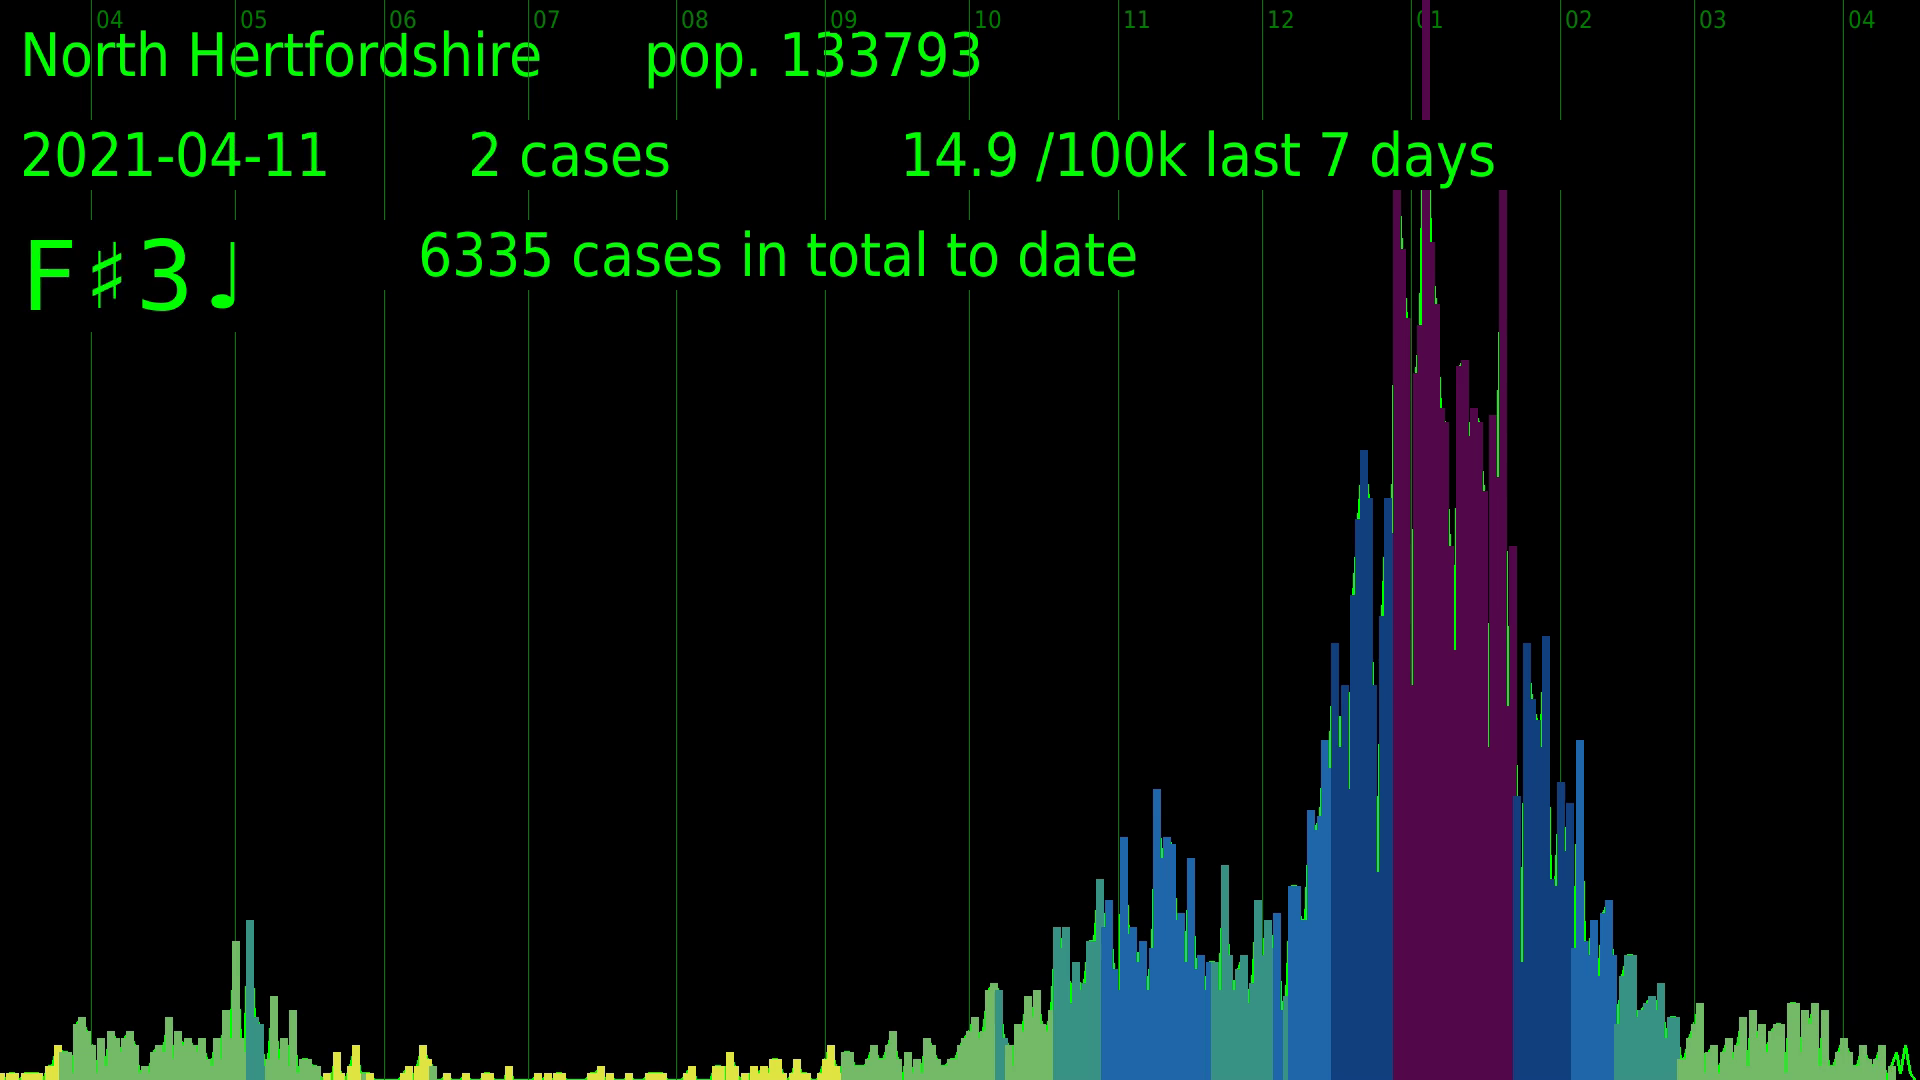 04 05 06 07 08 09 10 11 12 01 02 03 04
North Hertfordshire pop. 133793
2021-04-11 2 cases 14.9 /100k last 7 days
F♯3♩ 6335 cases in total to date